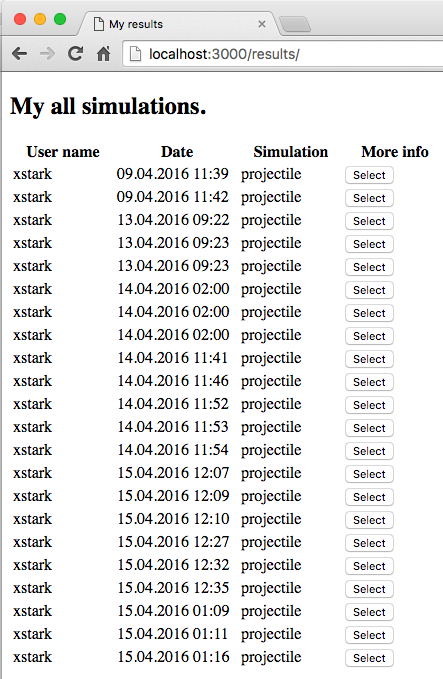 My results
localhost:3000/results/
My all simulations.
User name Date Simulation More info
xstark 09.04.2016 11:39 projectile Select
xstark 09.04.2016 11:42 projectile Select
xstark 13.04.2016 09:22 projectile Select
xstark 13.04.2016 09:23 projectile Select
xstark 13.04.2016 09:23 projectile Select
xstark 14.04.2016 02:00 projectile Select
xstark 14.04.2016 02:00 projectile Select
xstark 14.04.2016 02:00 projectile Select
xstark 14.04.2016 11:41 projectile Select
xstark 14.04.2016 11:46 projectile Select
xstark 14.04.2016 11:52 projectile Select
xstark 14.04.2016 11:53 projectile Select
xstark 14.04.2016 11:54 projectile Select
xstark 15.04.2016 12:07 projectile Select
xstark 15.04.2016 12:09 projectile Select
xstark 15.04.2016 12:10 projectile Select
xstark 15.04.2016 12:27 projectile Select
xstark 15.04.2016 12:32 projectile Select
xstark 15.04.2016 12:35 projectile Select
xstark 15.04.2016 01:09 projectile Select
xstark 15.04.2016 01:11 projectile Select
xstark 15.04.2016 01:16 projectile Select